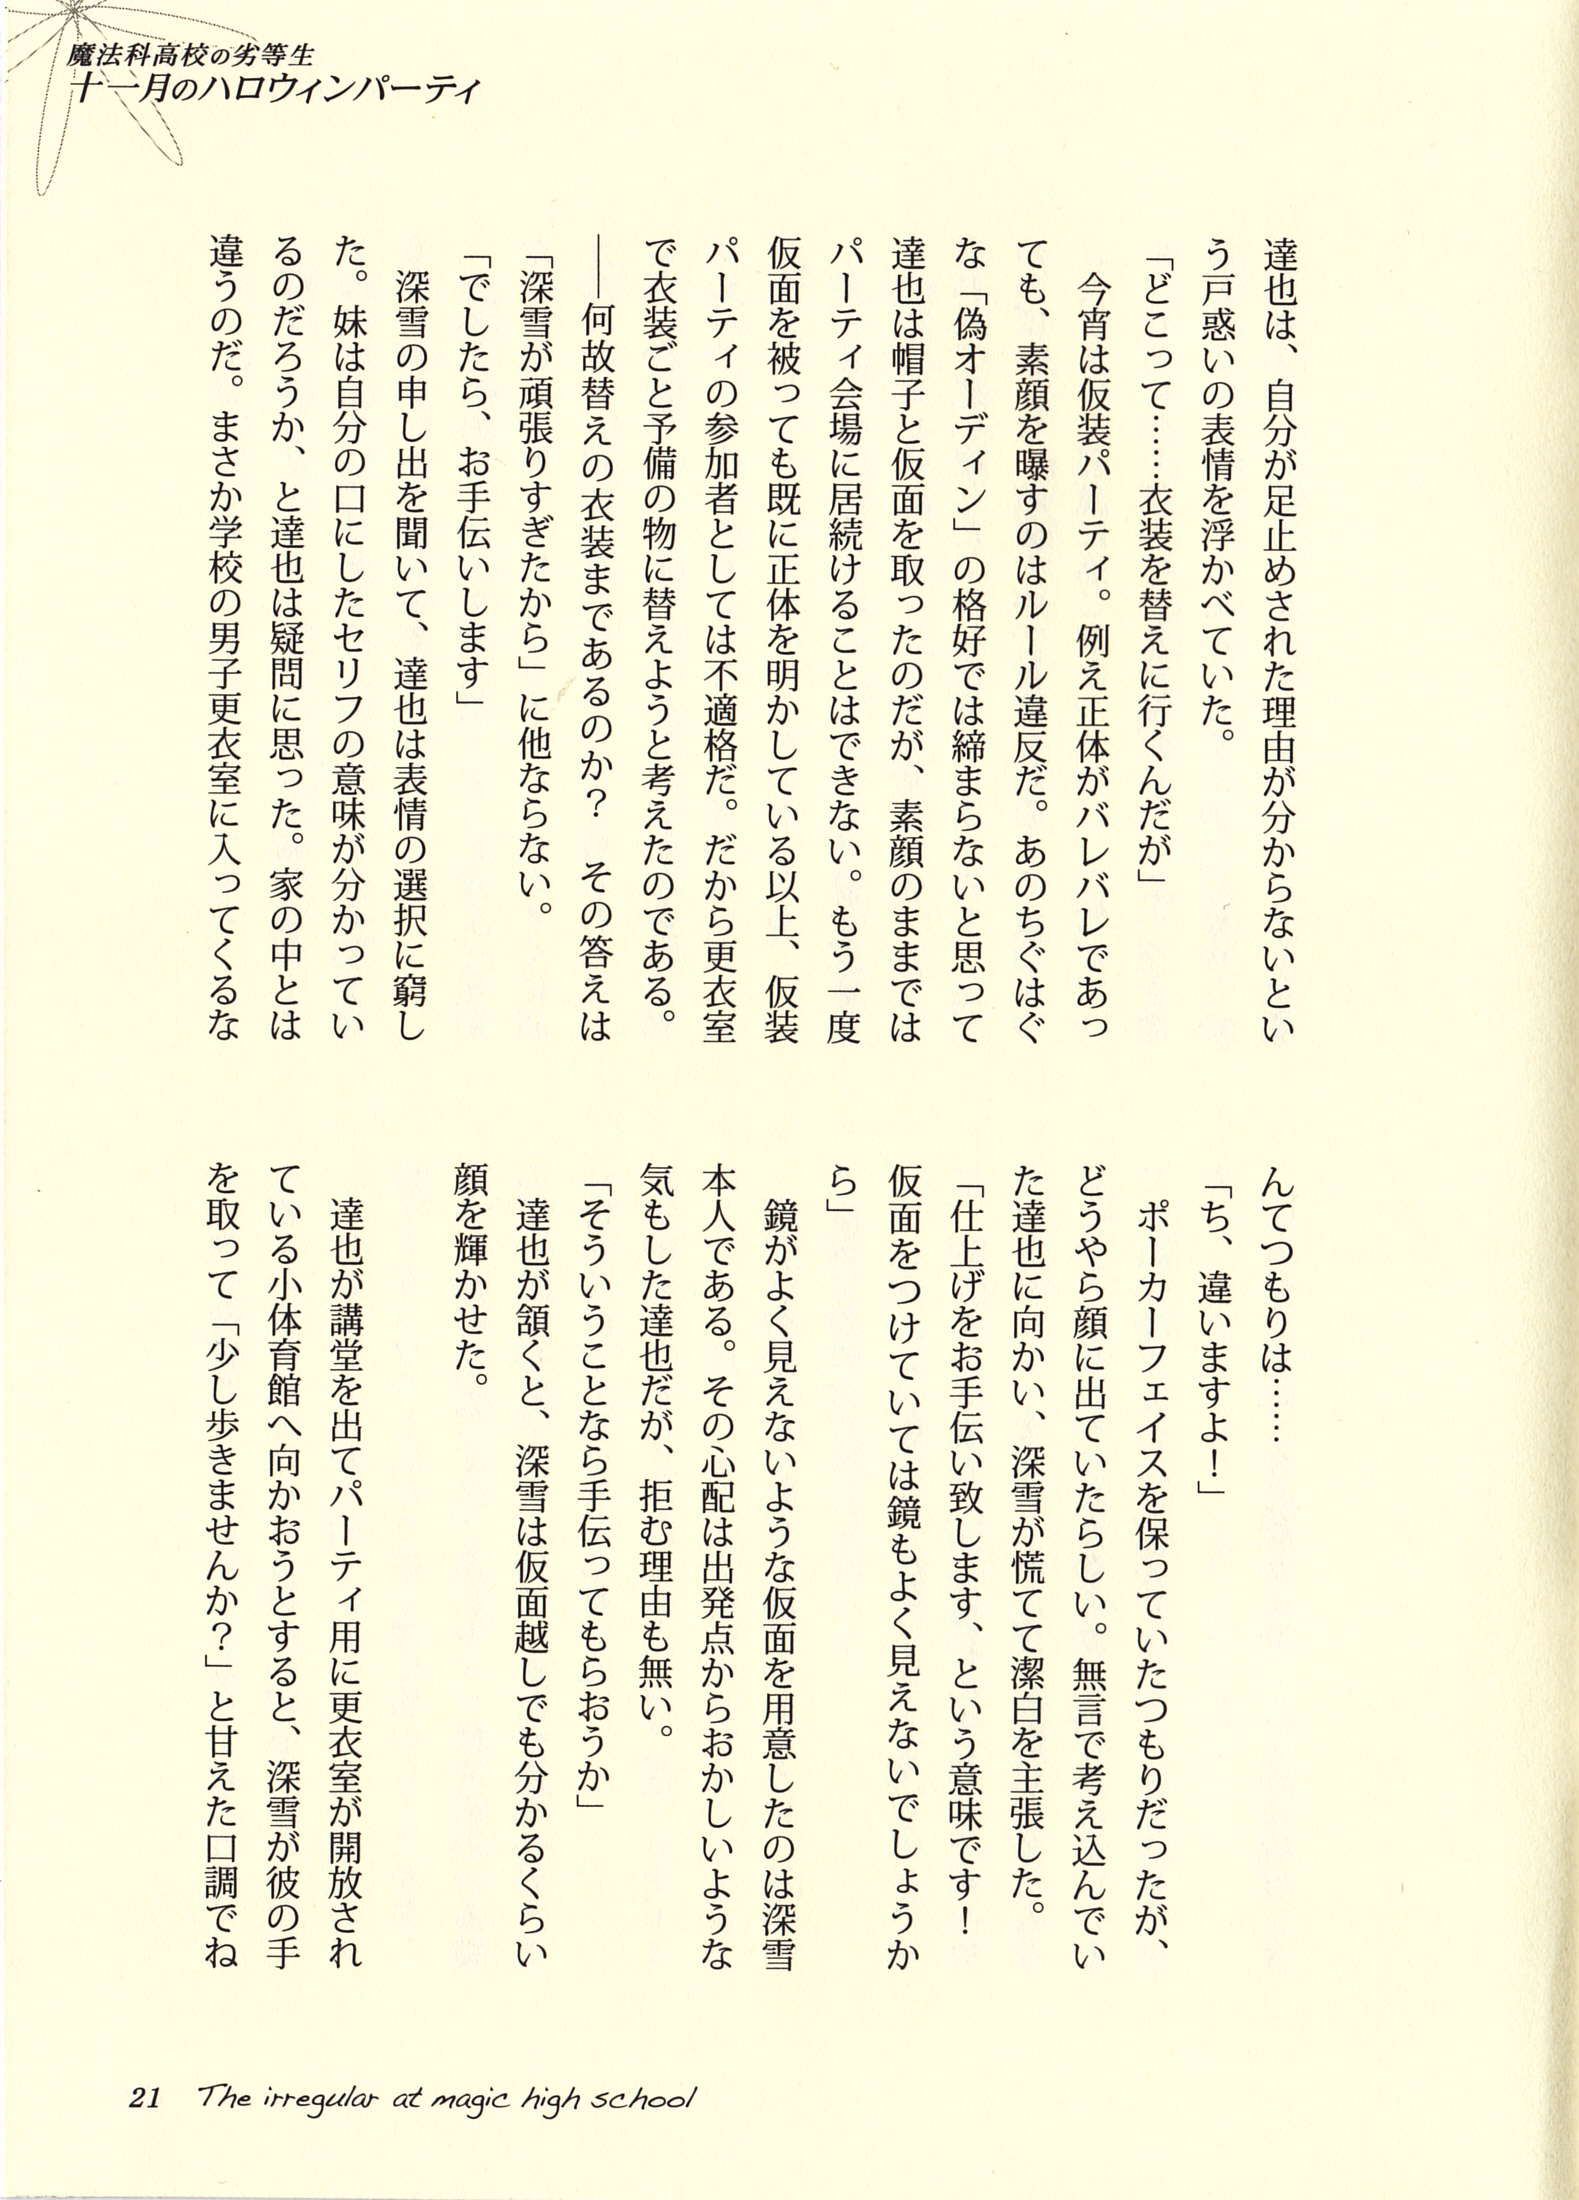 魔法科高校の劣等生
十一月のハロウィンパーティ
達也は、自分が足止めされた理由が分からないとい
う戸惑いの表情を浮かべていた。
「どこって……衣装を替えに行くんだが」
　今宵は仮装パーティ。例え正体がバレバレであっ
ても、素顔を曝すのはルール違反だ。あのちぐはぐ
な「偽オーディン」の格好では締まらないと思って
達也は帽子と仮面を取ったのだが、素顔のままでは
パーティ会場に居続けることはできない。もう一度
仮面を被っても既に正体を明かしている以上、仮装
パーティの参加者としては不適格だ。だから更衣室
で衣装ごと予備の物に替えようと考えたのである。
――何故替えの衣装まであるのか？　その答えは
「深雪が頑張りすぎたから」に他ならない。
「でしたら、お手伝いします」
　深雪の申し出を聞いて、達也は表情の選択に窮し
た。妹は自分の口にしたセリフの意味が分かってい
るのだろうか、と達也は疑問に思った。家の中とは
違うのだ。まさか学校の男子更衣室に入ってくるな
んてつもりは……
「ち、違いますよ！」
　ポーカーフェイスを保っていたつもりだったが、
どうやら顔に出ていたらしい。無言で考え込んでい
た達也に向かい、深雪が慌てて潔白を主張した。
「仕上げをお手伝い致します、という意味です！
仮面をつけていては鏡もよく見えないでしょうか
ら」
　鏡がよく見えないような仮面を用意したのは深雪
本人である。その心配は出発点からおかしいような
気もした達也だが、拒む理由も無い。
「そういうことなら手伝ってもらおうか」
　達也が頷くと、深雪は仮面越しでも分かるくらい
顔を輝かせた。
　達也が講堂を出てパーティ用に更衣室が開放され
ている小体育館へ向かおうとすると、深雪が彼の手
を取って「少し歩きませんか？」と甘えた口調でね
21 The irregular at magic high school